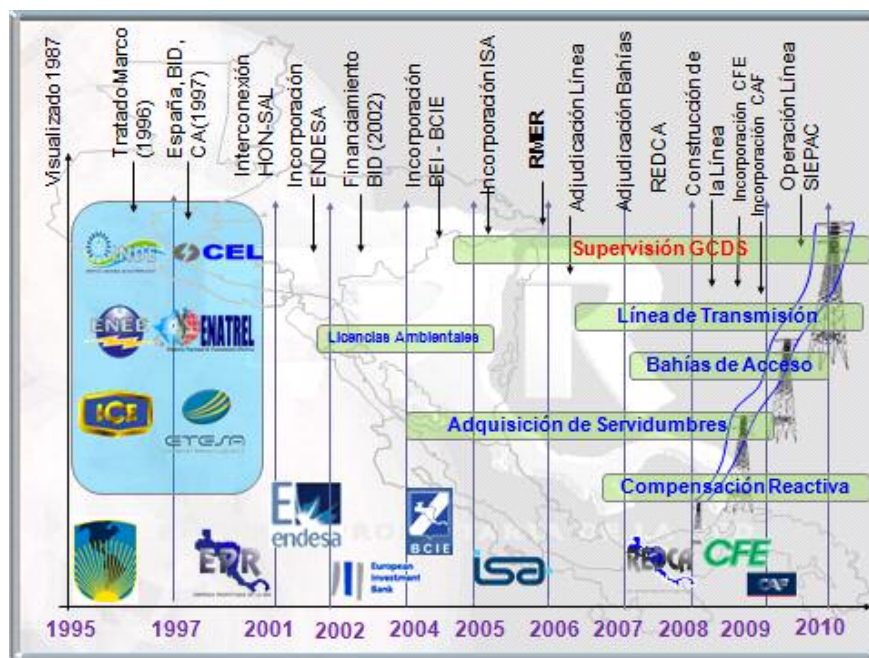 Visualizado 1987
Tratado Marco
(1996)
España, BID,
CA(1997)
Interconexión
HON-SAL
Incorporación
ENDESA
Financiamiento
BID (2002)
Incorporación
BEI - BCIE
Incorporación ISA
RMER
Adjudicación Línea
Adjudicación Bahías
REDCA
Construcción de
la Línea
Incorporación CFE
Incorporación CAF
Operación Línea
SIEPAC
INDE
CEL
ENEE
ENATREL
ICE
ETESA
Supervisión GCDS
Línea de Transmisión
Licencias Ambientales
Bahías de Acceso
Adquisición de Servidumbres
Compensación Reactiva
EPR
endesa
BCIE
European
Investment
Bank
isa
REDCA
CFE
CAF
1995
1997
2001
2002
2004
2005
2006
2007
2008
2009
2010